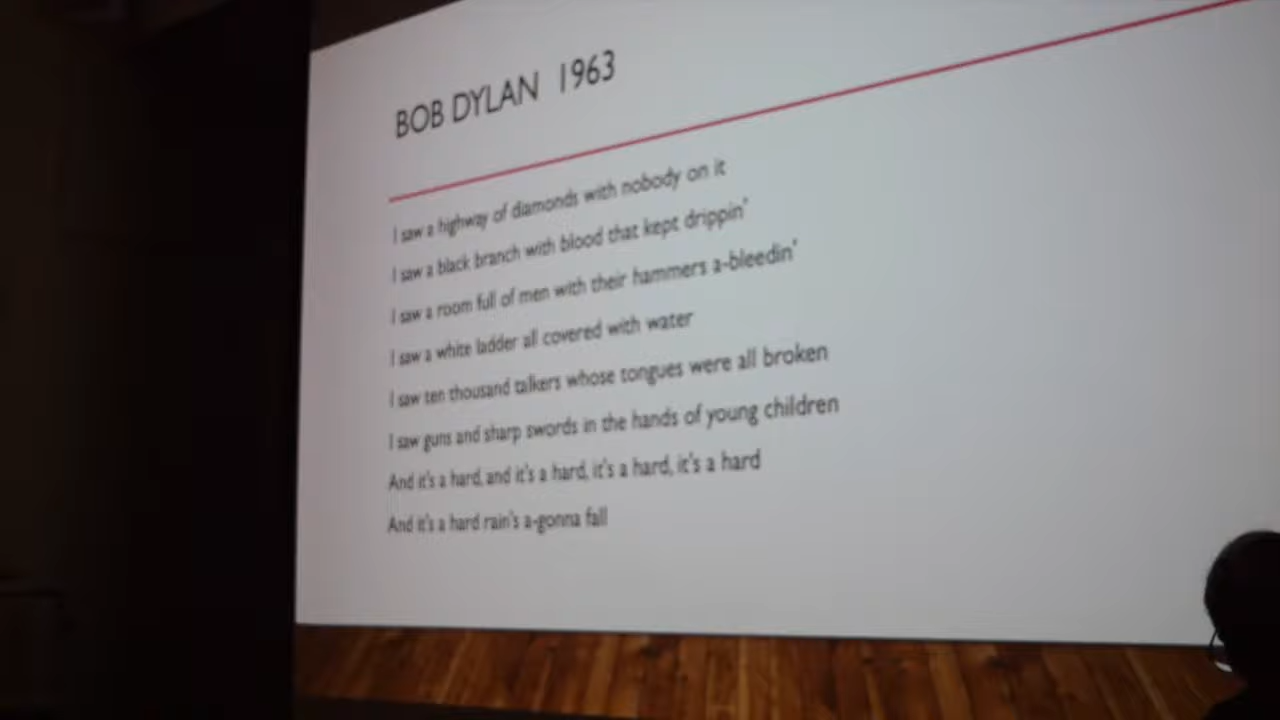 BOB DYLAN 1963
I saw a highway of diamonds with nobody on it
I saw a black branch with blood that kept drippin'
I saw a room full of men with their hammers a-bleedin'
I saw a white ladder all covered with water
I saw ten thousand talkers whose tongues were all broken
I saw guns and sharp swords in the hands of young children
And it's a hard, and it's a hard, it's a hard, it's a hard
And it's a hard rain's a-gonna fall